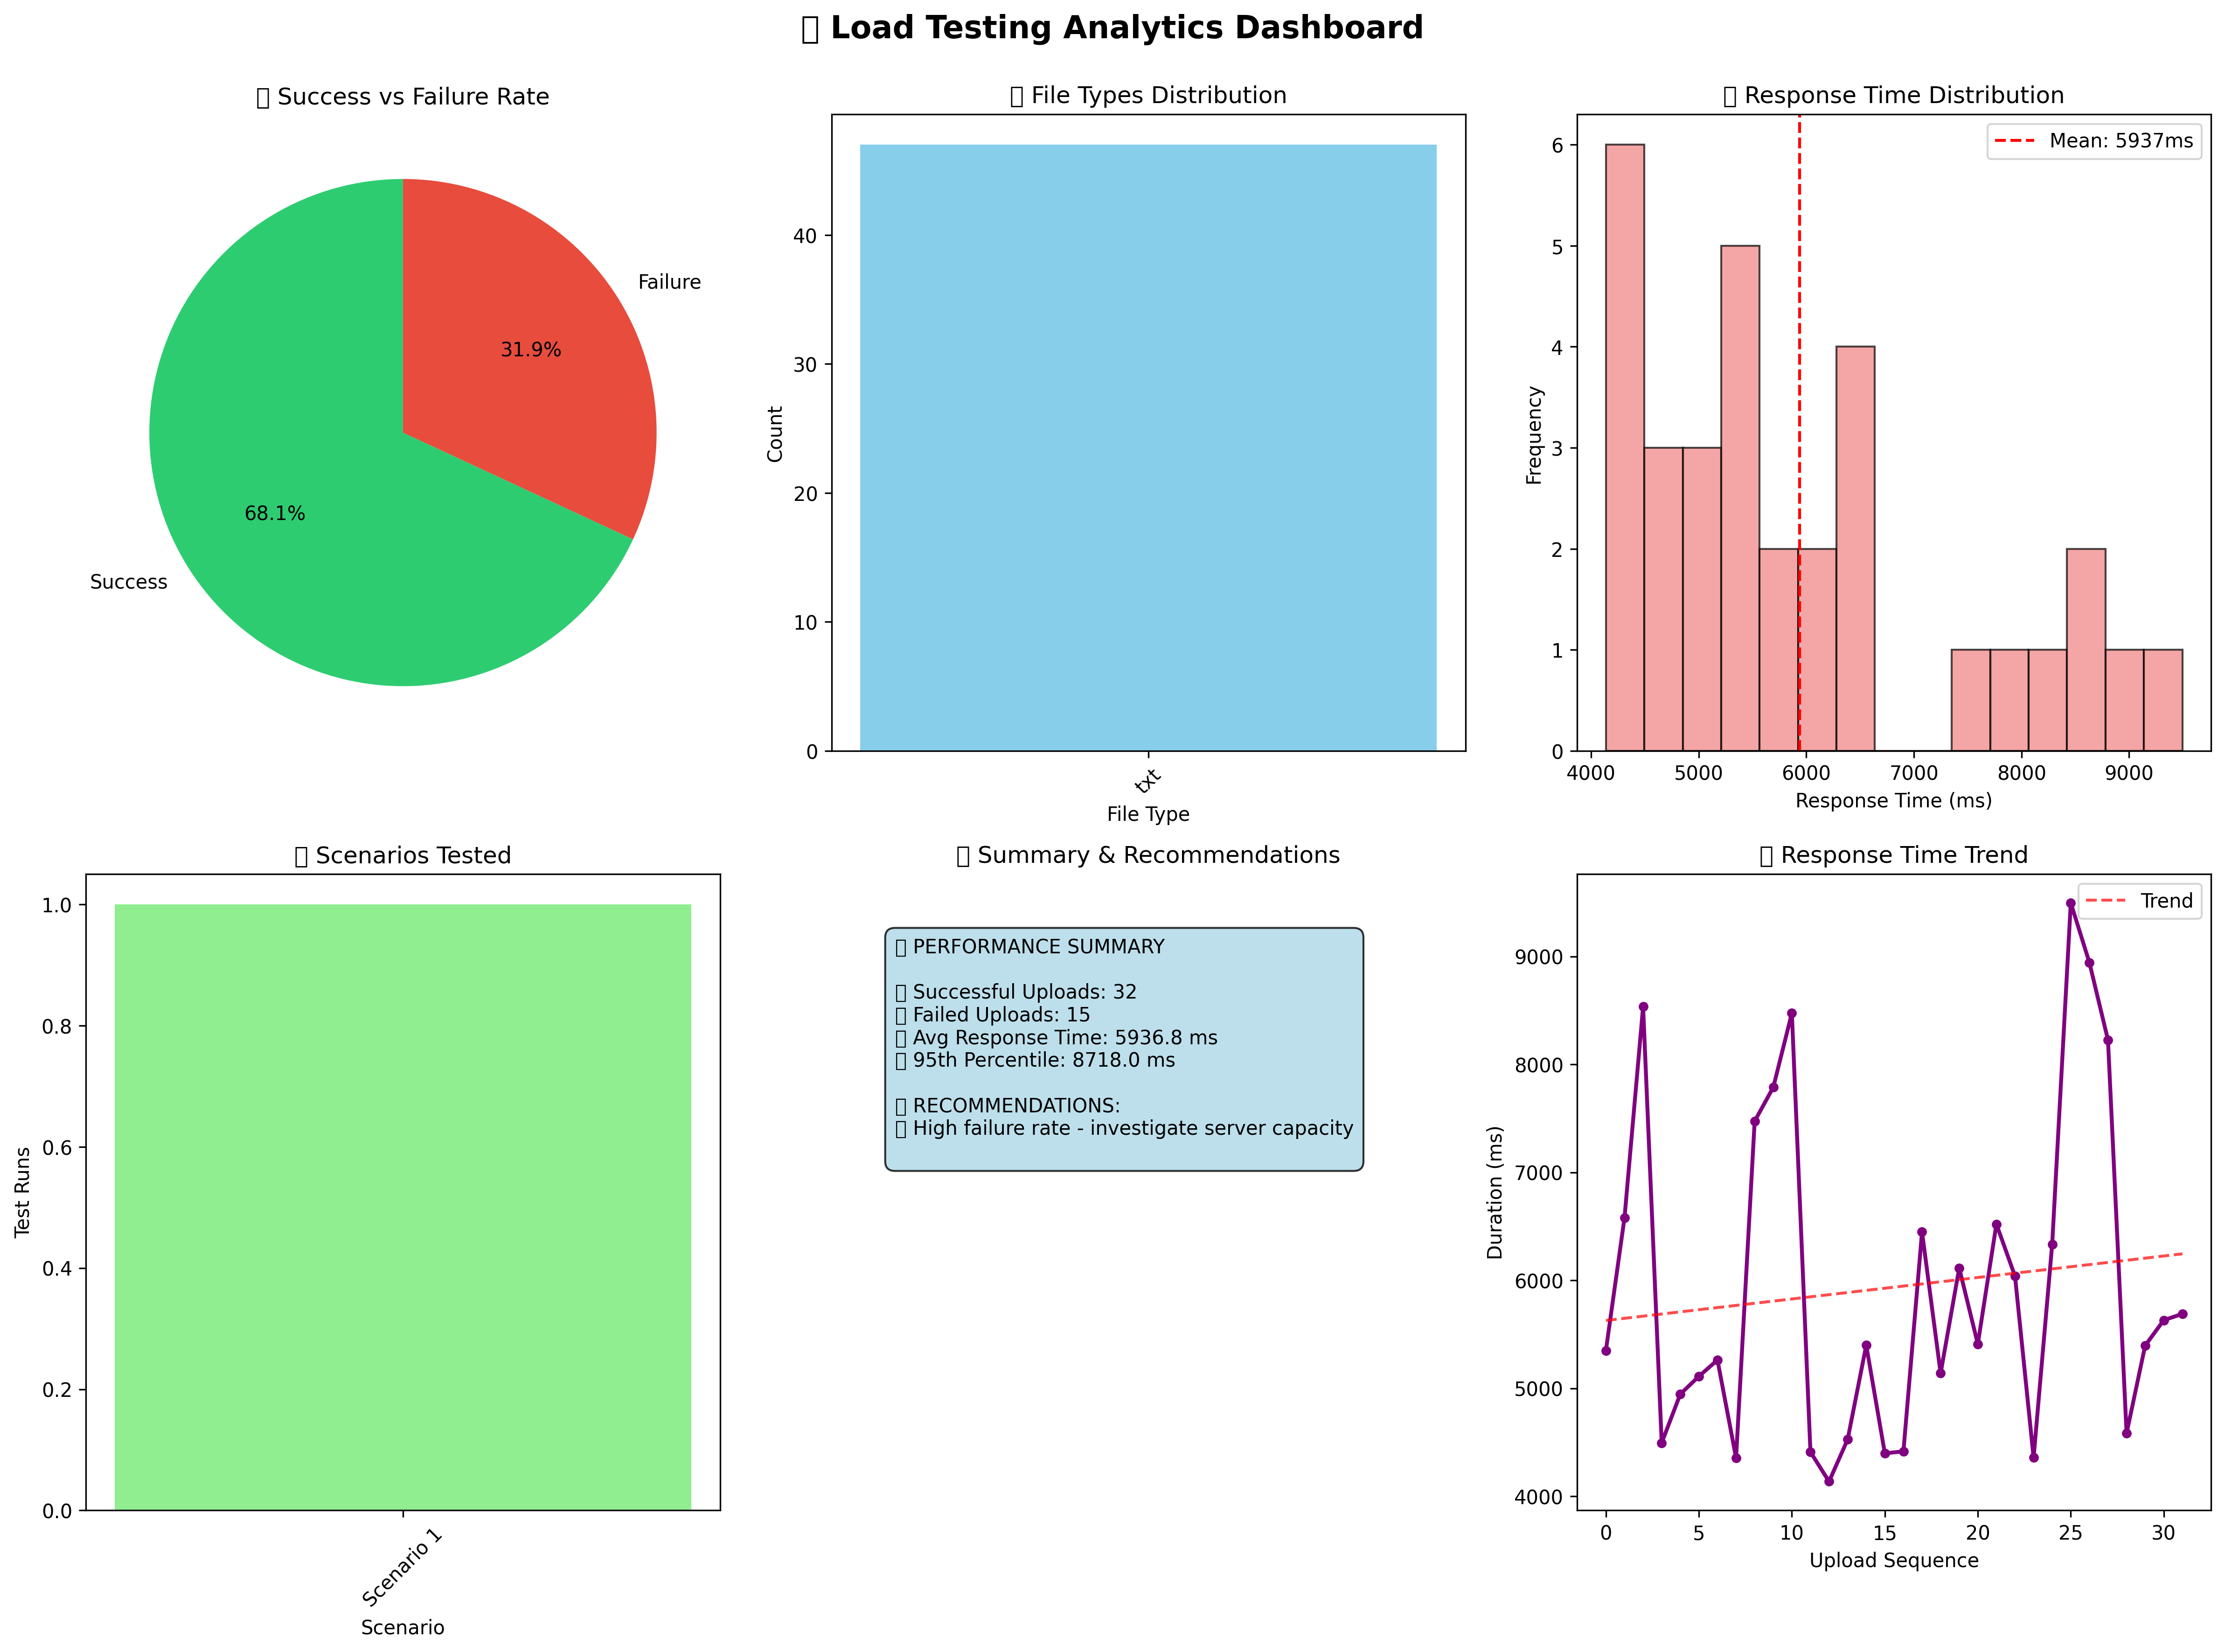 Load Testing Analytics Dashboard
Success vs Failure Rate
Failure
31.9%
68.1%
Success
File Types Distribution
Count
40
30
20
10
0
txt
File Type
Response Time Distribution
Mean: 5937ms
Frequency
6
5
4
3
2
1
0
4000 5000 6000 7000 8000 9000
Response Time (ms)
Scenarios Tested
Test Runs
1.0
0.8
0.6
0.4
0.2
0.0
Scenario 1
Scenario
Summary & Recommendations
PERFORMANCE SUMMARY
Successful Uploads: 32
Failed Uploads: 15
Avg Response Time: 5936.8 ms
95th Percentile: 8718.0 ms
RECOMMENDATIONS:
High failure rate - investigate server capacity
Response Time Trend
Trend
Duration (ms)
9000
8000
7000
6000
5000
4000
0 5 10 15 20 25 30
Upload Sequence